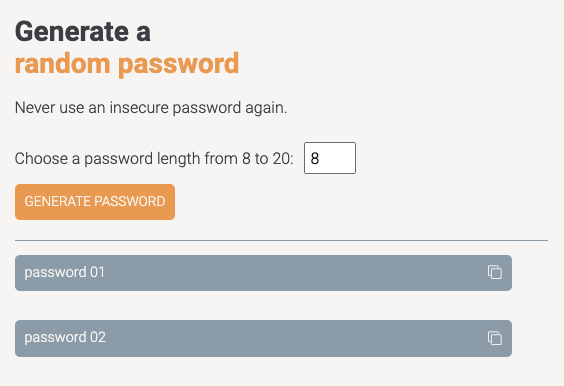 Generate a
random password
Never use an insecure password again.
Choose a password length from 8 to 20: 8
GENERATE PASSWORD
password 01
password 02